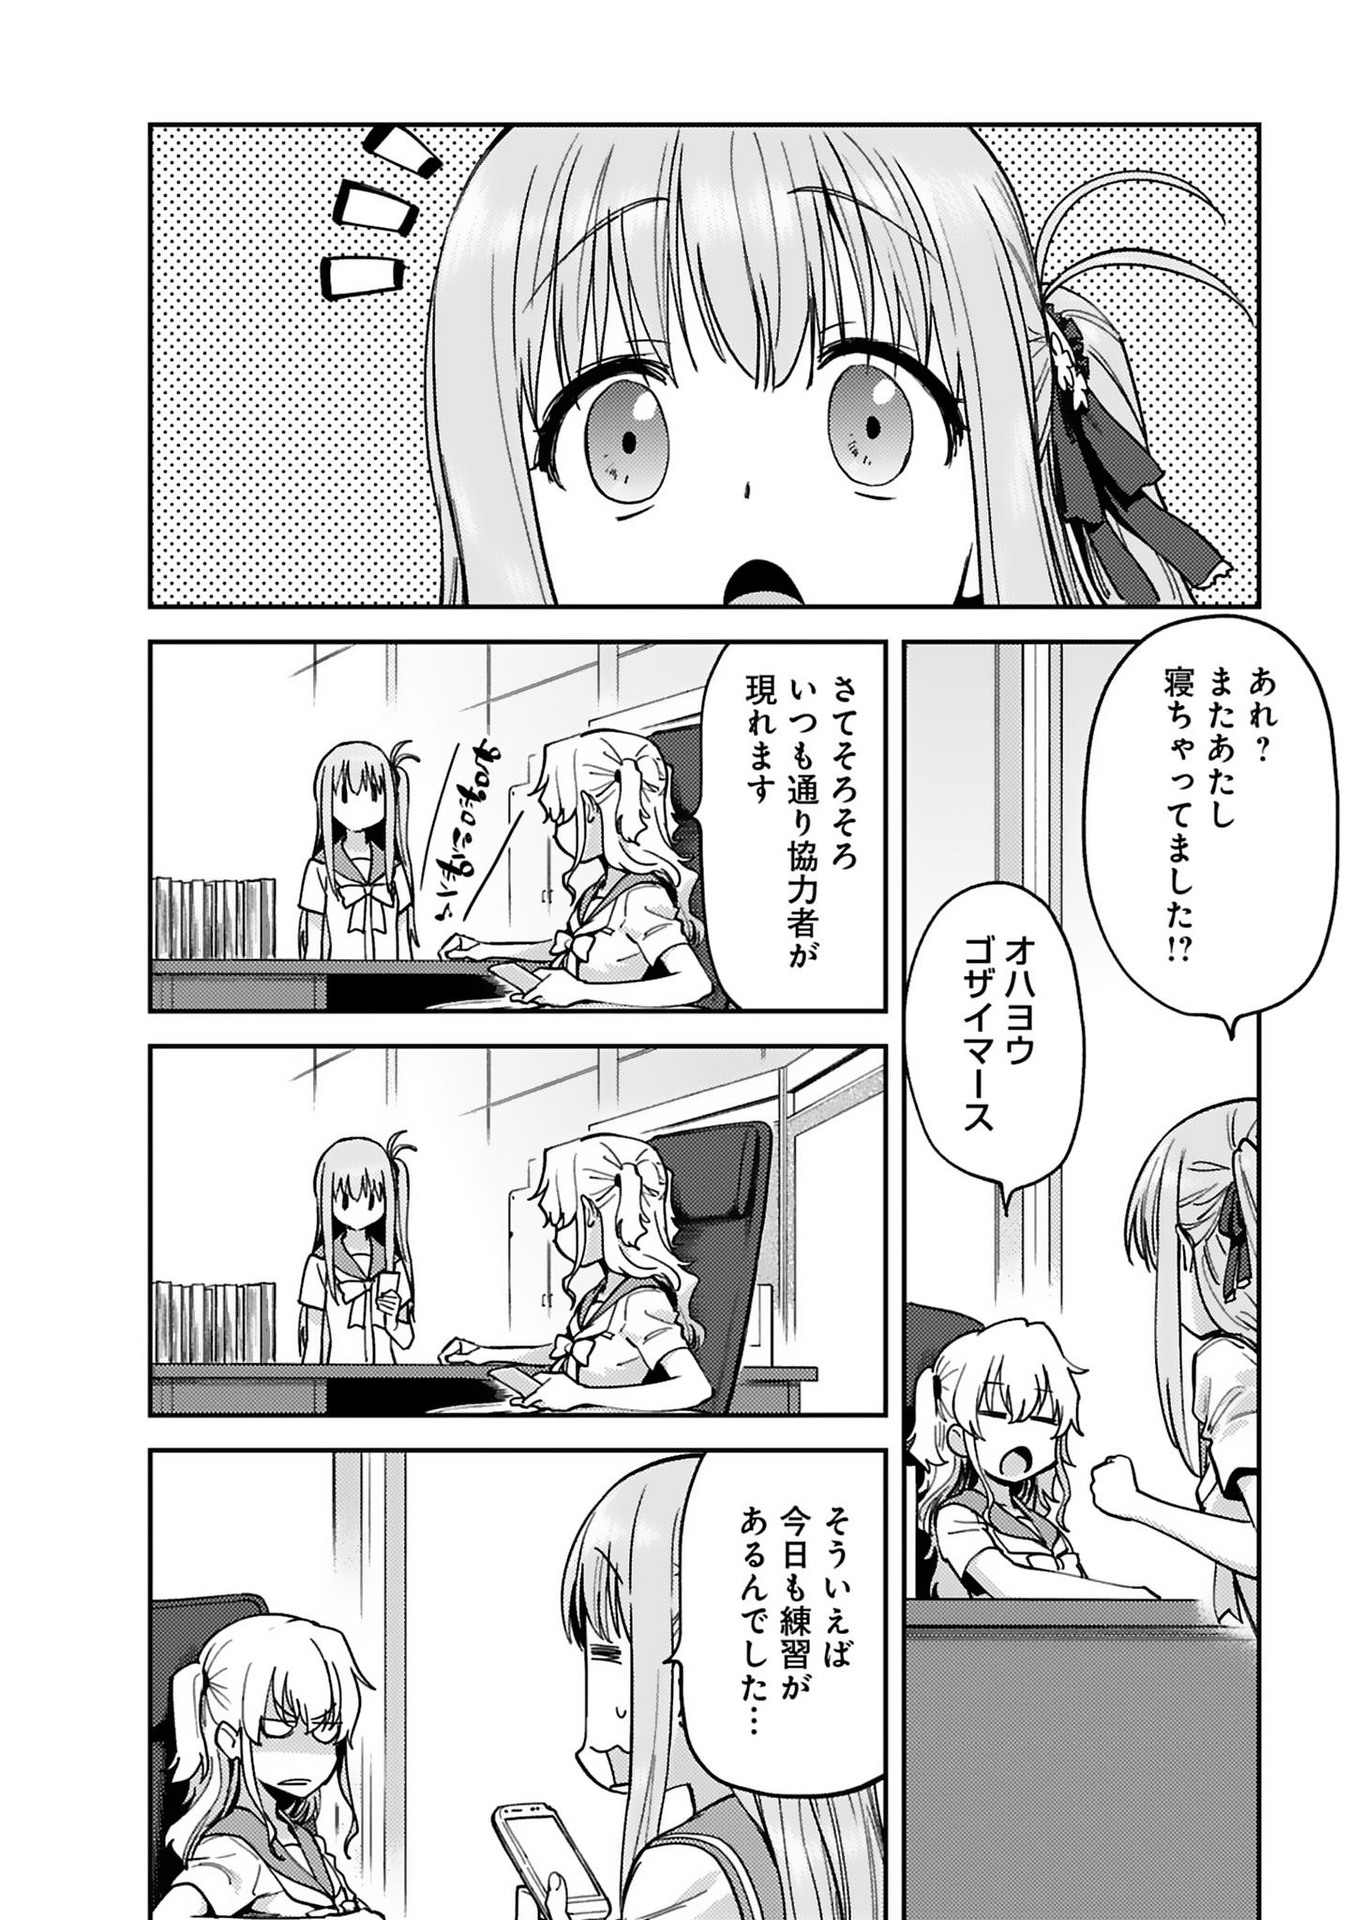 あれ？
またあたし
寝ちゃってました!?
オハヨウ
ゴザイマース
さてそろそろ
いつも通り協力者が
現れます
そういえば
今日も練習が
あるんでした…